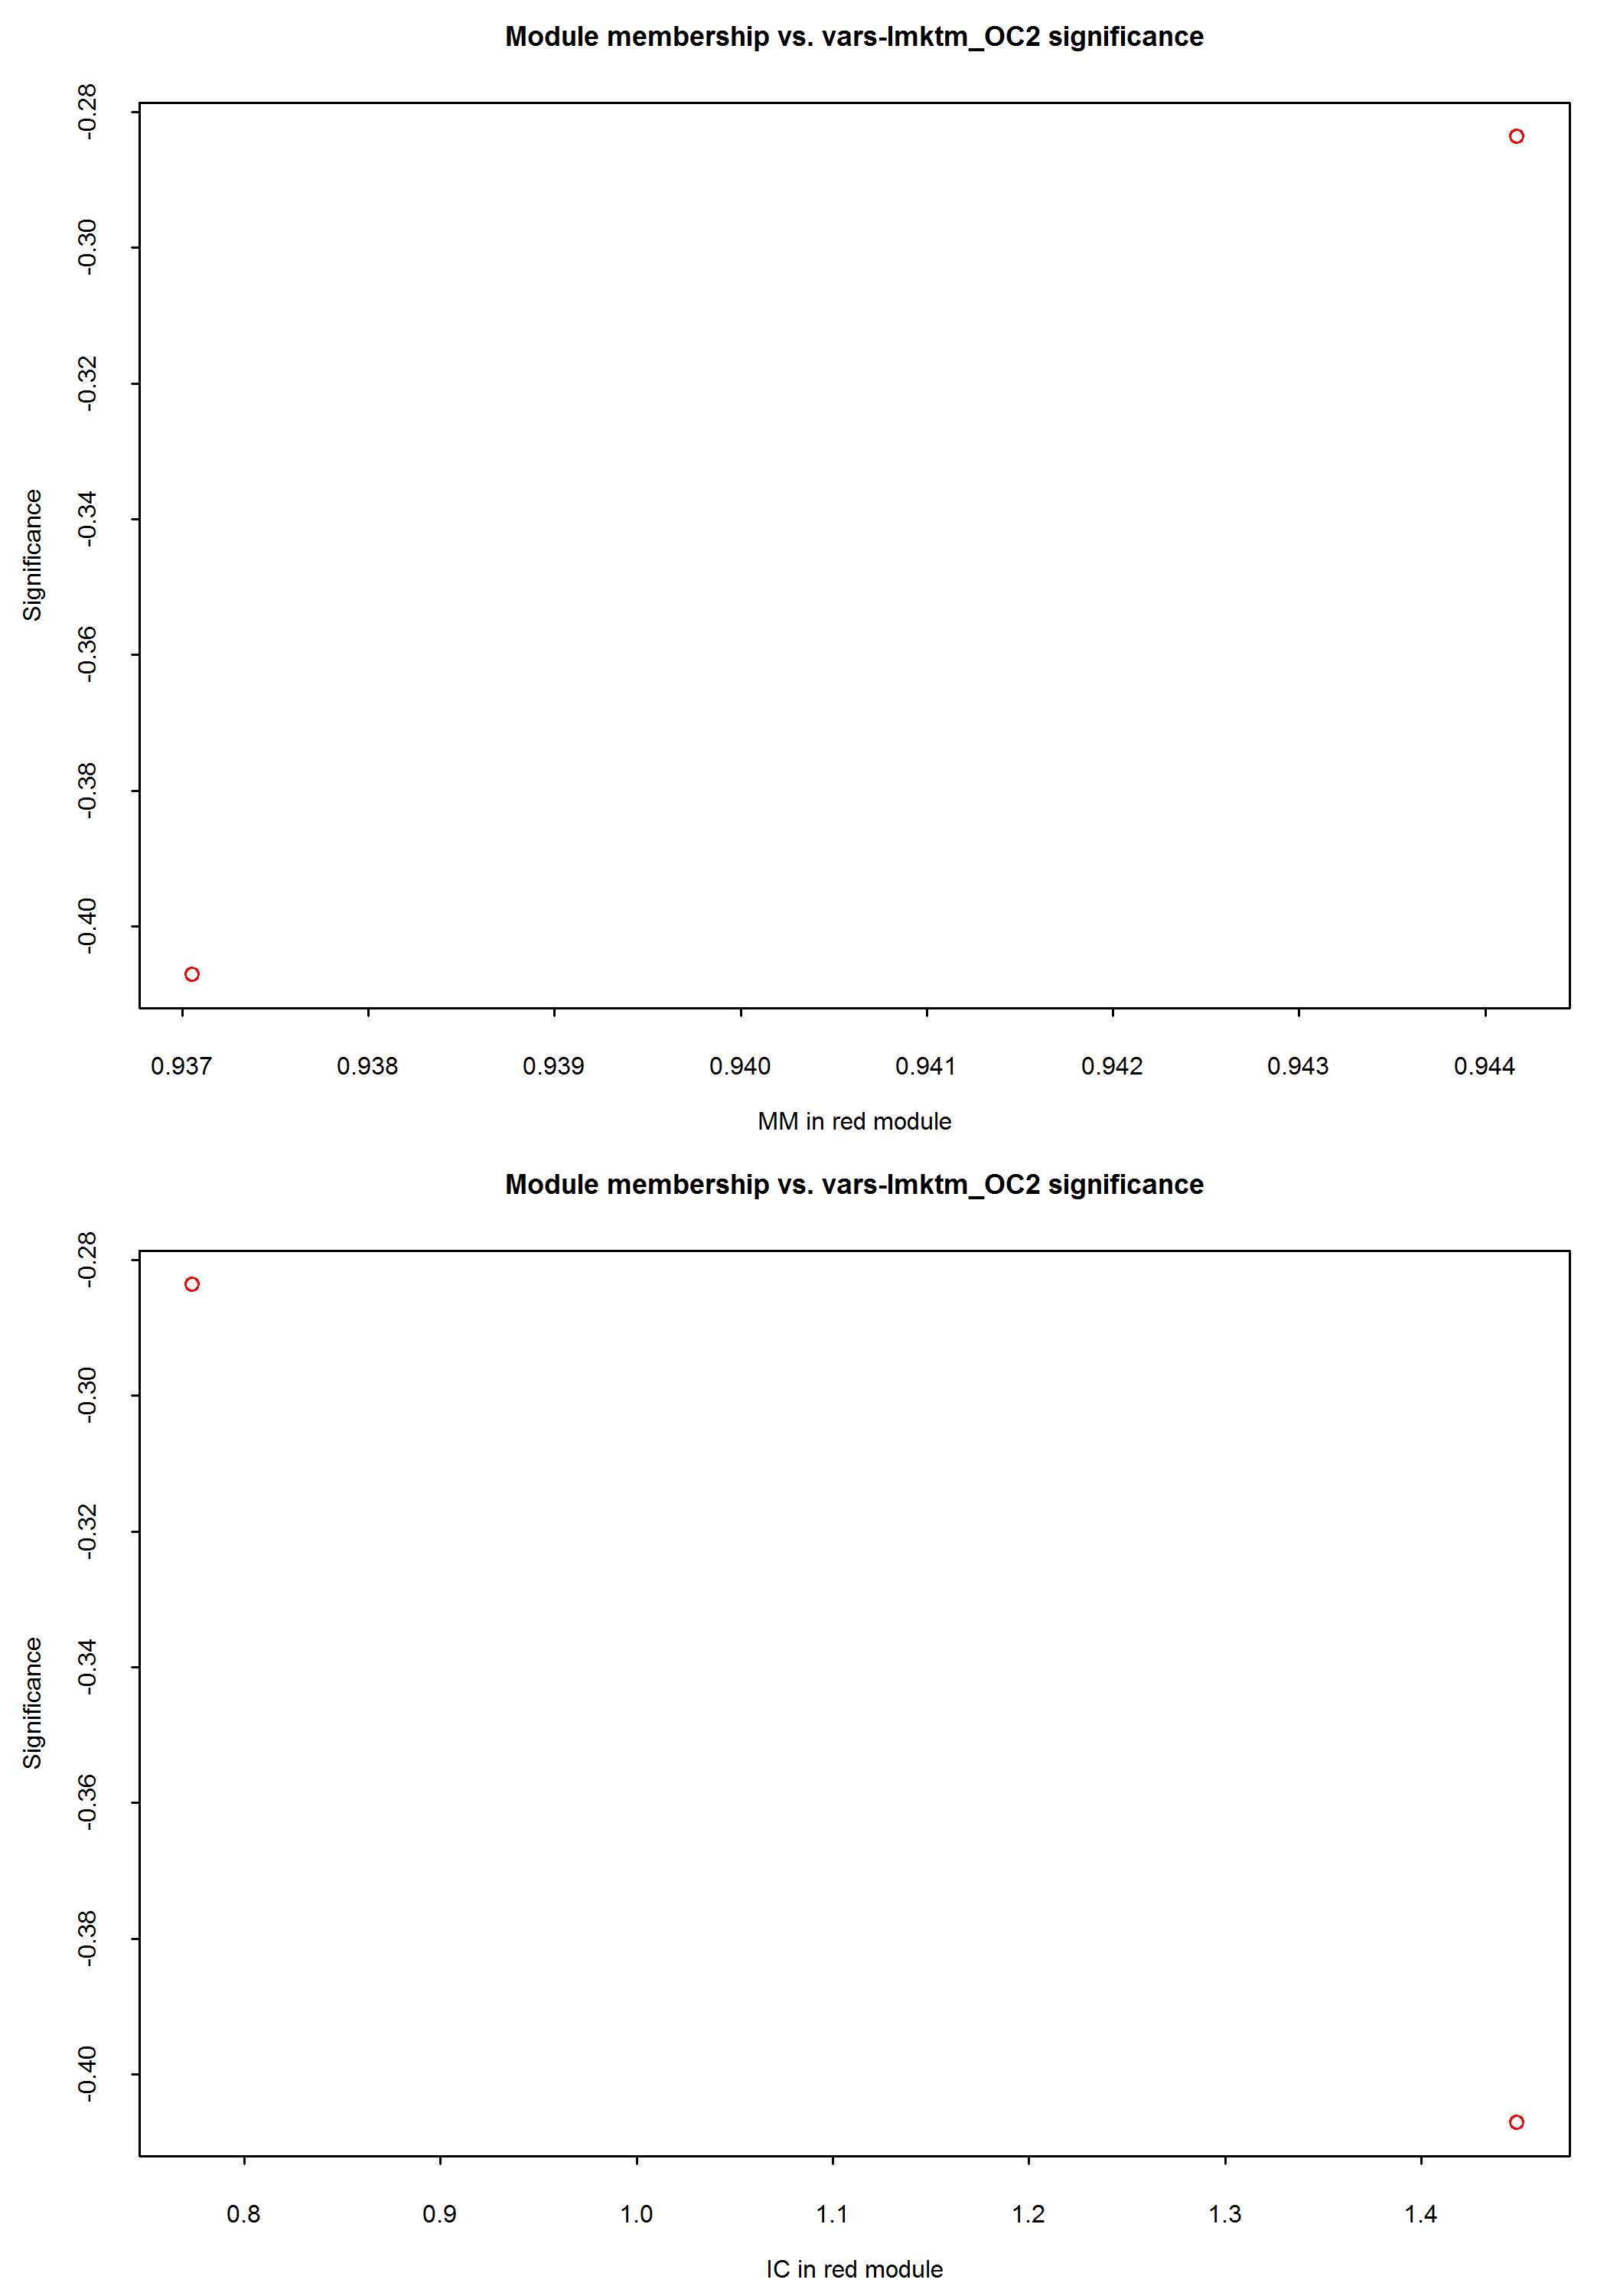 Module membership vs. vars-lmktm_OC2 significance
-0.28
-0.30
-0.32
-0.34
-0.36
-0.38
-0.40
Significance
0.937 0.938 0.939 0.940 0.941 0.942 0.943 0.944
MM in red module
Module membership vs. vars-lmktm_OC2 significance
-0.28
-0.30
-0.32
-0.34
-0.36
-0.38
-0.40
Significance
0.8 0.9 1.0 1.1 1.2 1.3 1.4
IC in red module